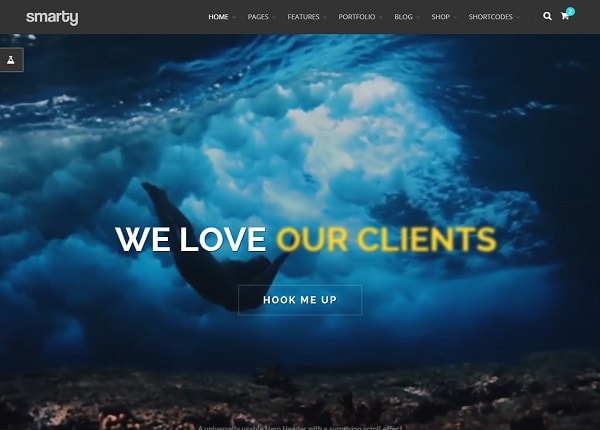 smarty
HOME PAGES FEATURES PORTFOLIO BLOG SHOP SHORTCODES 2
WE LOVE OUR CLIENTS
HOOK ME UP
A universally usable Hero Header with a surprising scroll effect